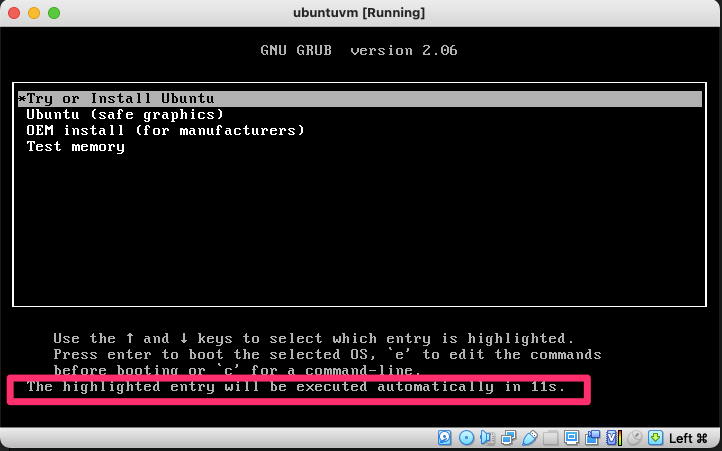 ubuntuvm [Running]
GNU GRUB  version 2.06
*Try or Install Ubuntu
Ubuntu (safe graphics)
OEM install (for manufacturers)
Test memory
Use the ↑ and ↓ keys to select which entry is highlighted.
Press enter to boot the selected OS, `e' to edit the commands
before booting or `c' for a command-line.
The highlighted entry will be executed automatically in 11s.
Left ⌘